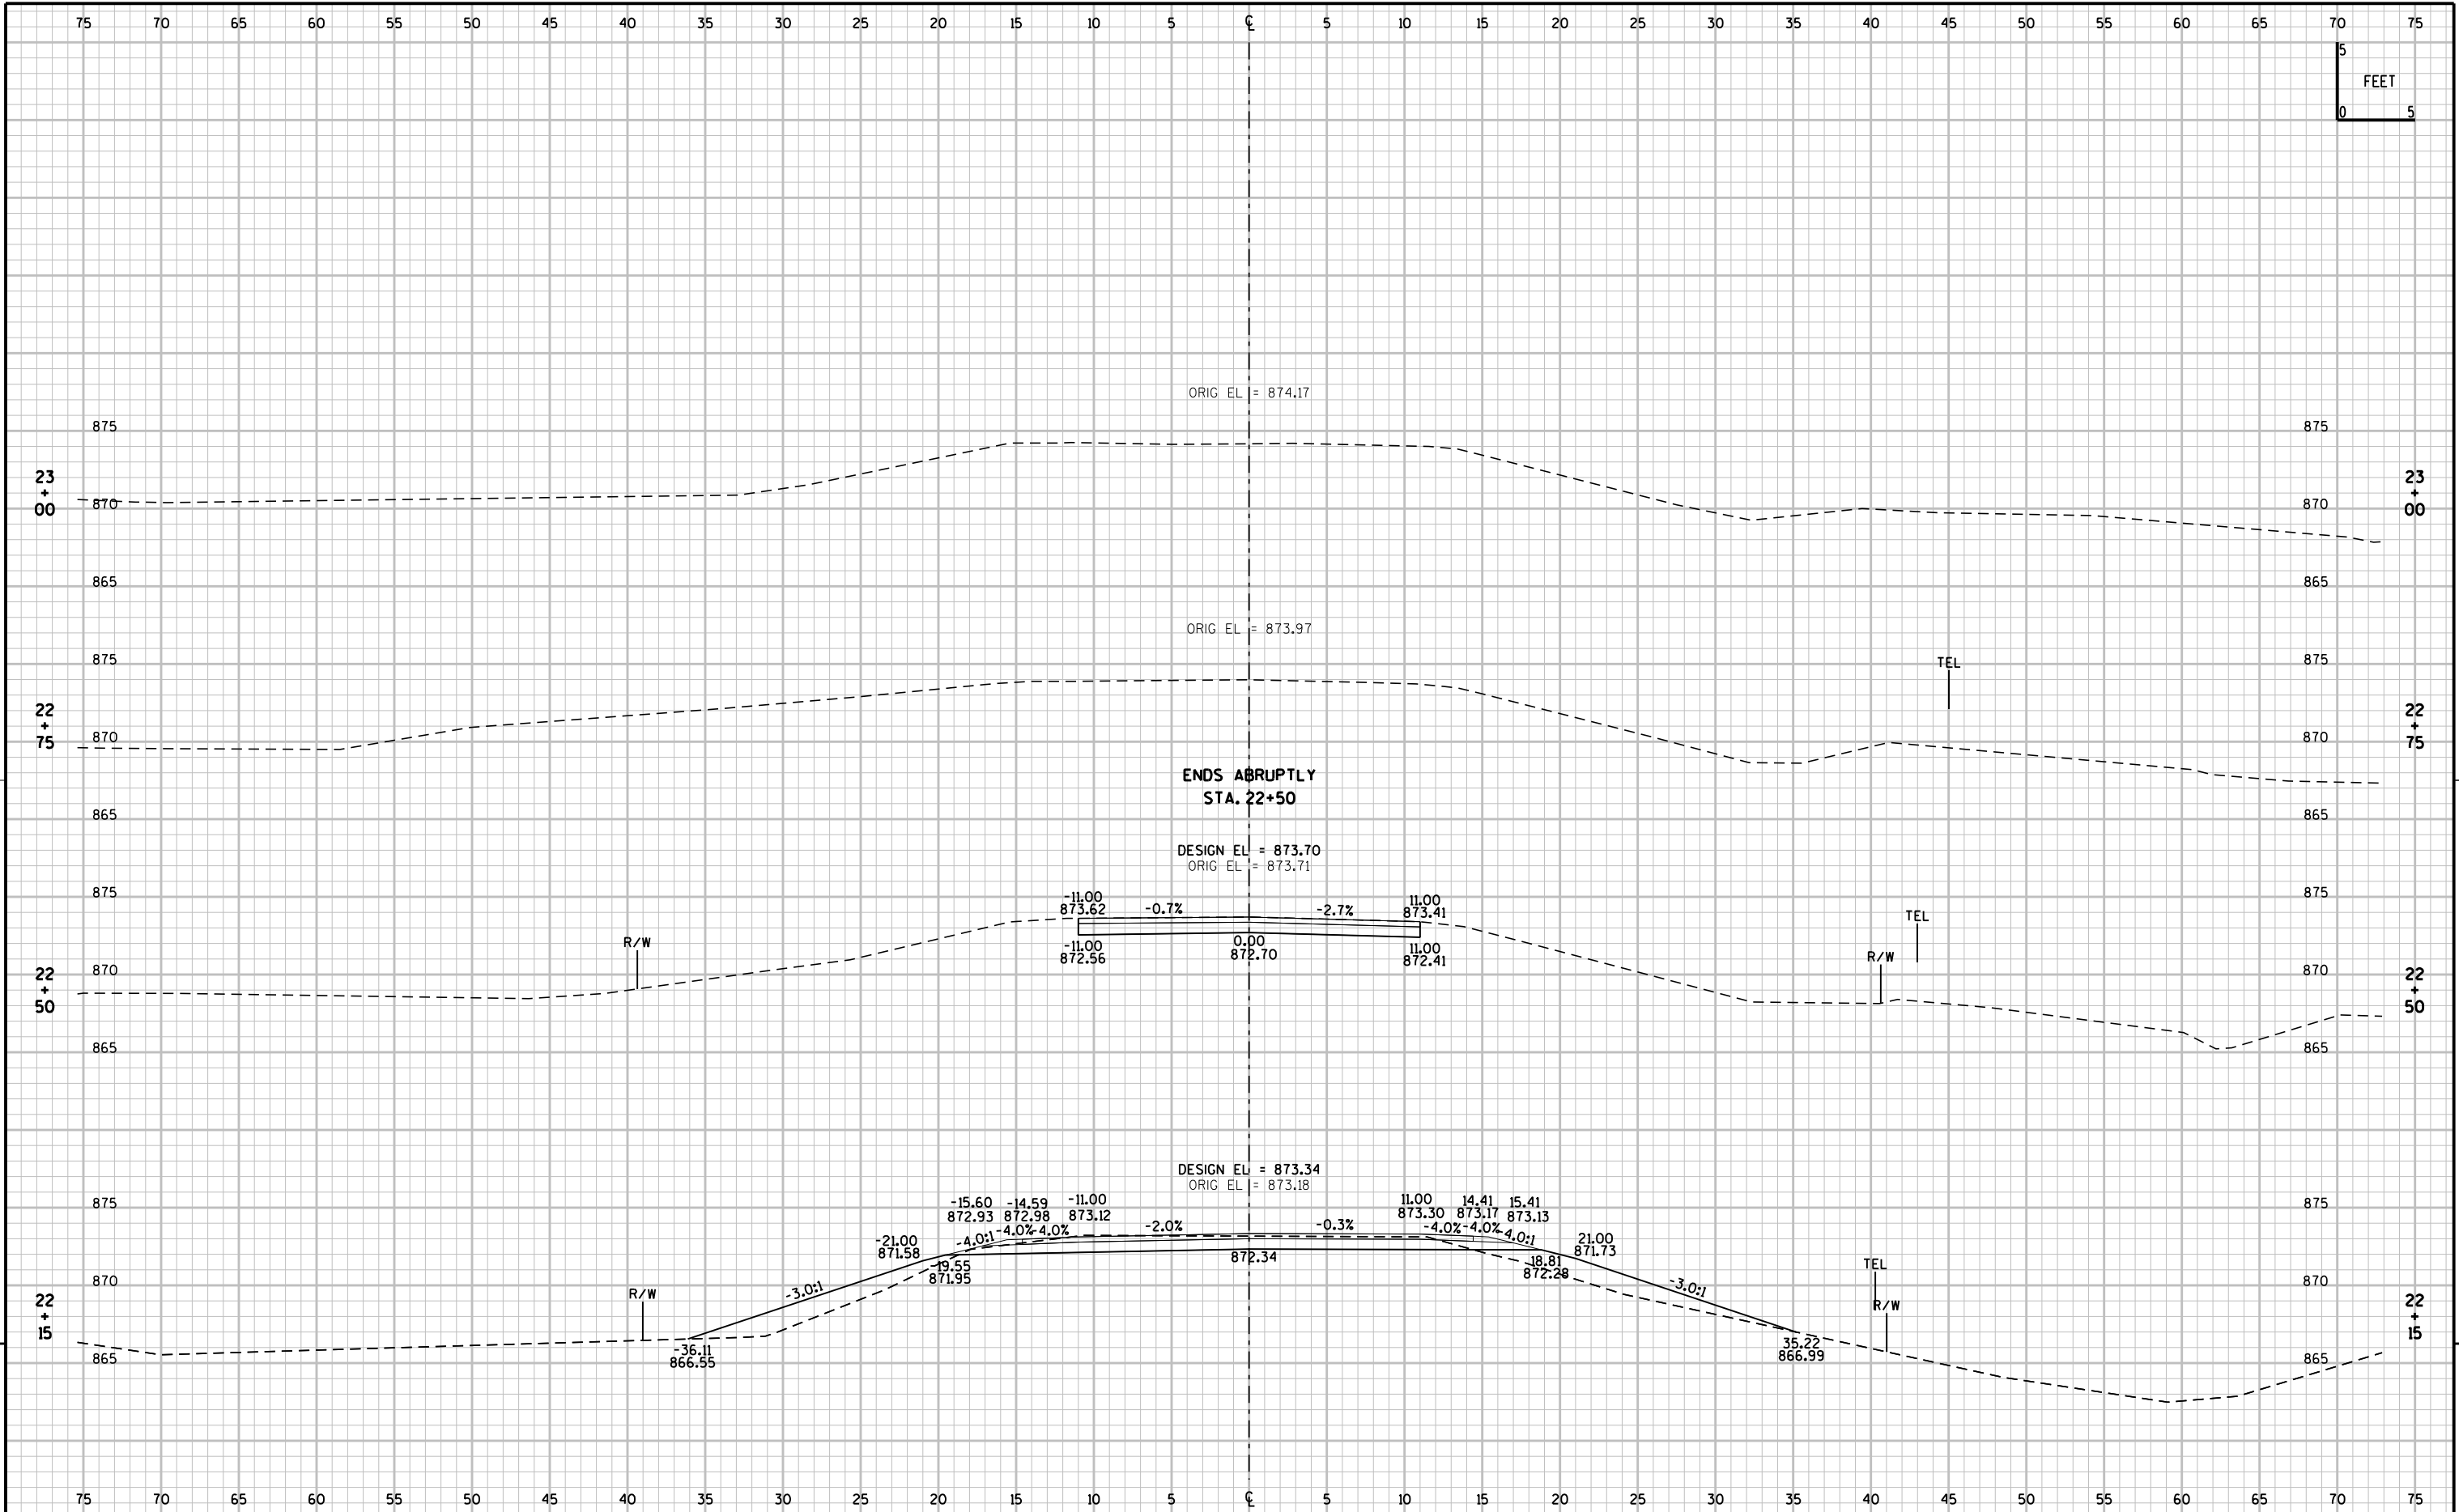 75 70 65 60 55 50 45 40 35 30 25 20 15 10 5 ℄ 5 10 15 20 25 30 35 40 45 50 55 60 65 70 75
5
FEET
0 5
ORIG EL = 874.17
875 875
23 + 00 23 + 00
870 870
865 865
ORIG EL = 873.97
875 875
TEL
22 + 75 22 + 75
870 870
ENDS ABRUPTLY
STA. 22+50
865 865
DESIGN EL = 873.70
ORIG EL = 873.71
875 875
-11.00 11.00
873.62 -0.7% -2.7% 873.41
TEL
R/W R/W
-11.00 0.00 11.00
872.56 872.70 872.41
22 + 50 22 + 50
870 870
865 865
DESIGN EL = 873.34
ORIG EL = 873.18
875 875
-15.60 -14.59 -11.00 11.00 14.41 15.41
872.93 872.98 873.12 873.30 873.17 873.13
-4.0:1 -4.0% -4.0% -2.0% -0.3% -4.0% -4.0% -4.0:1
-21.00 21.00
871.58 871.73
-19.55 872.34 18.81
871.95 872.28
870 870
-3.0:1 -3.0:1
TEL
R/W R/W
22 + 15 22 + 15
-36.11 35.22
866.55 866.99
865 865
75 70 65 60 55 50 45 40 35 30 25 20 15 10 5 ℄ 5 10 15 20 25 30 35 40 45 50 55 60 65 70 75